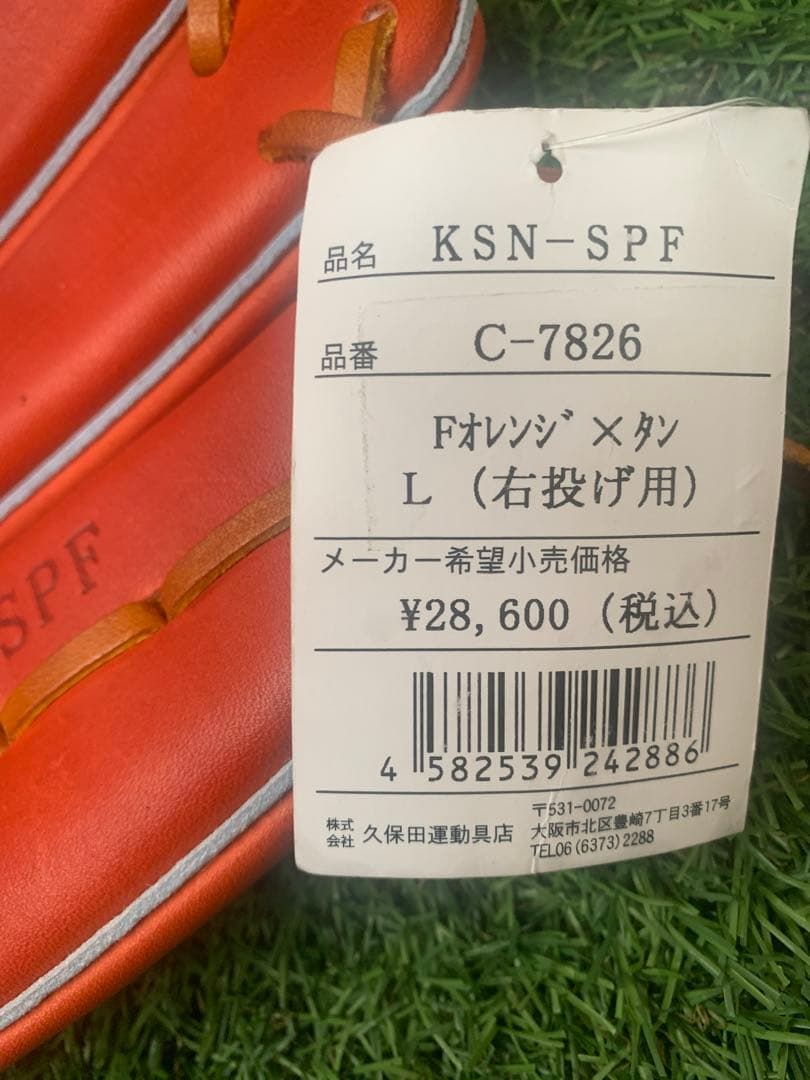 品名 KSN-SPF
品番 C-7826
Fｵﾚﾝｼﾞ×ﾀﾝ
L (右投げ用)
メーカー希望小売価格
¥28,600 (税込)
4 582539 242886
株式会社 久保田運動具店
〒531-0072
大阪市北区豊崎7丁目3番17号
TEL06(6373)2288
SPF